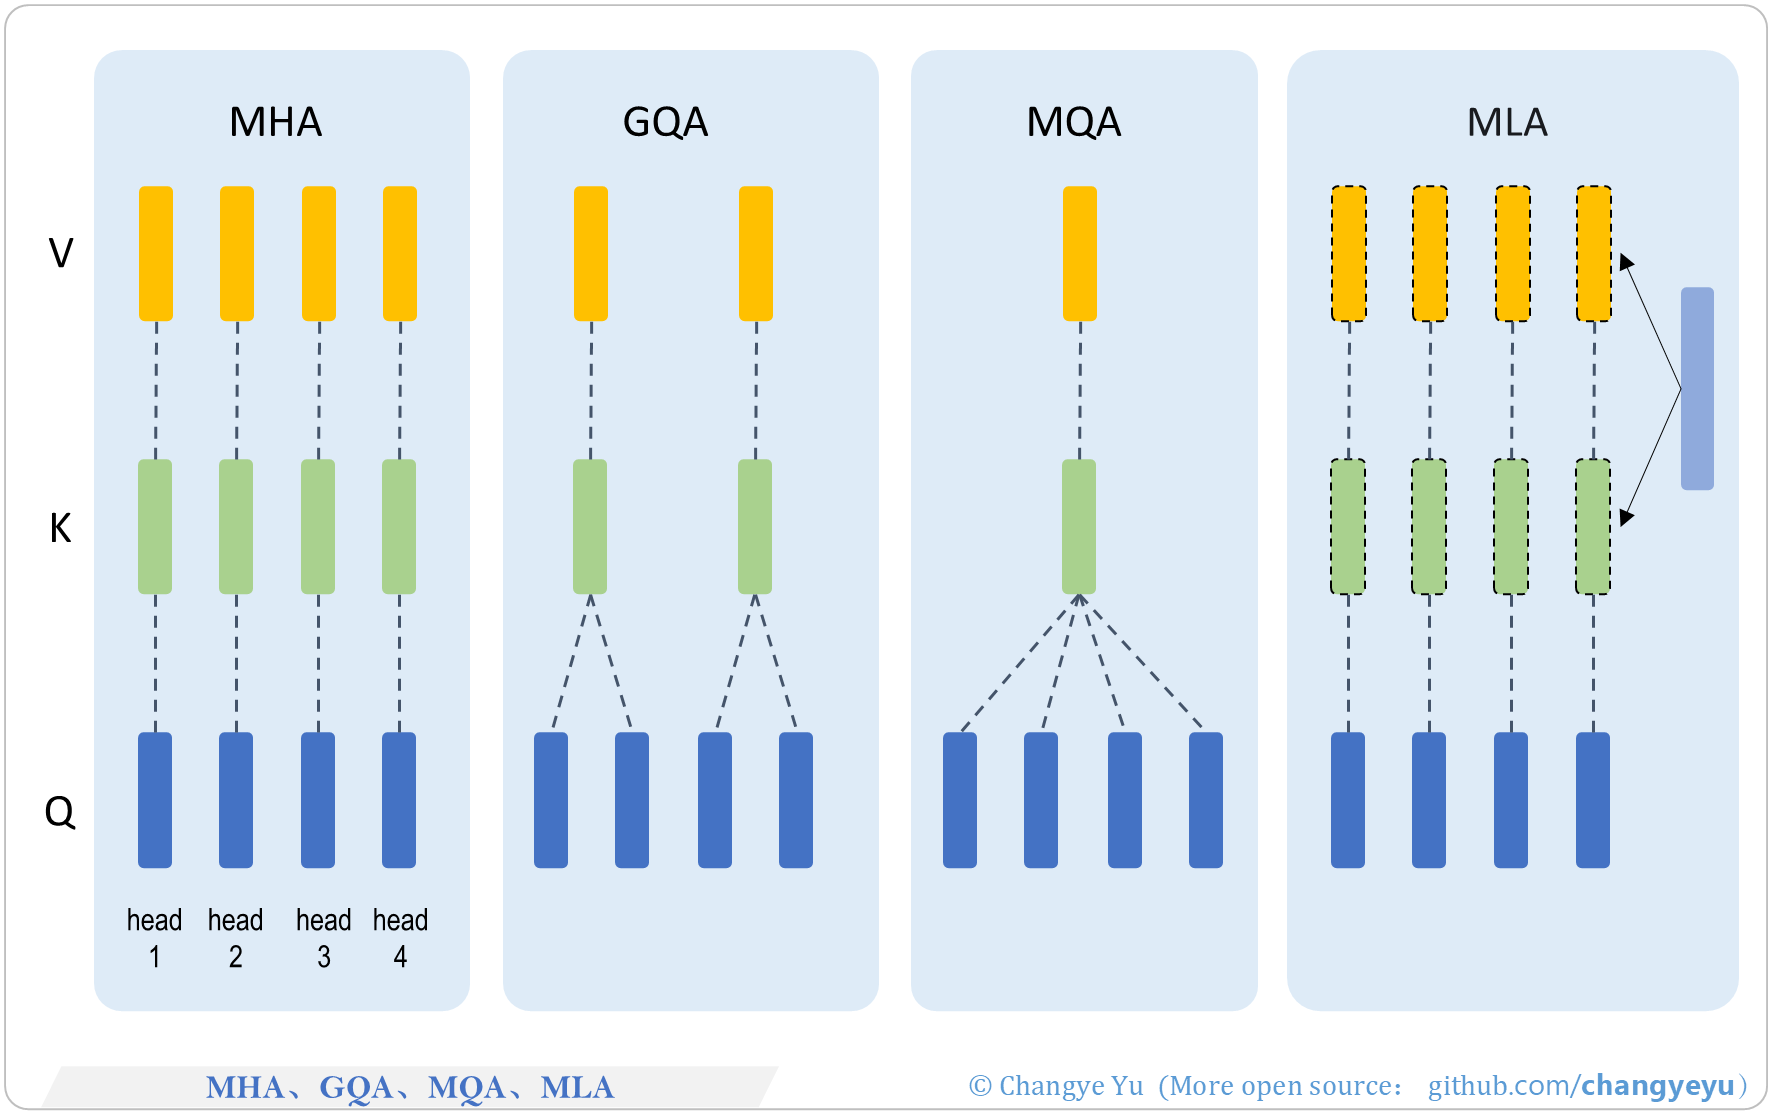 MHA
GQA
MQA
MLA
V
K
Q
head 1
head 2
head 3
head 4
MHA、GQA、MQA、MLA
© Changye Yu (More open source： github.com/changyeyu)